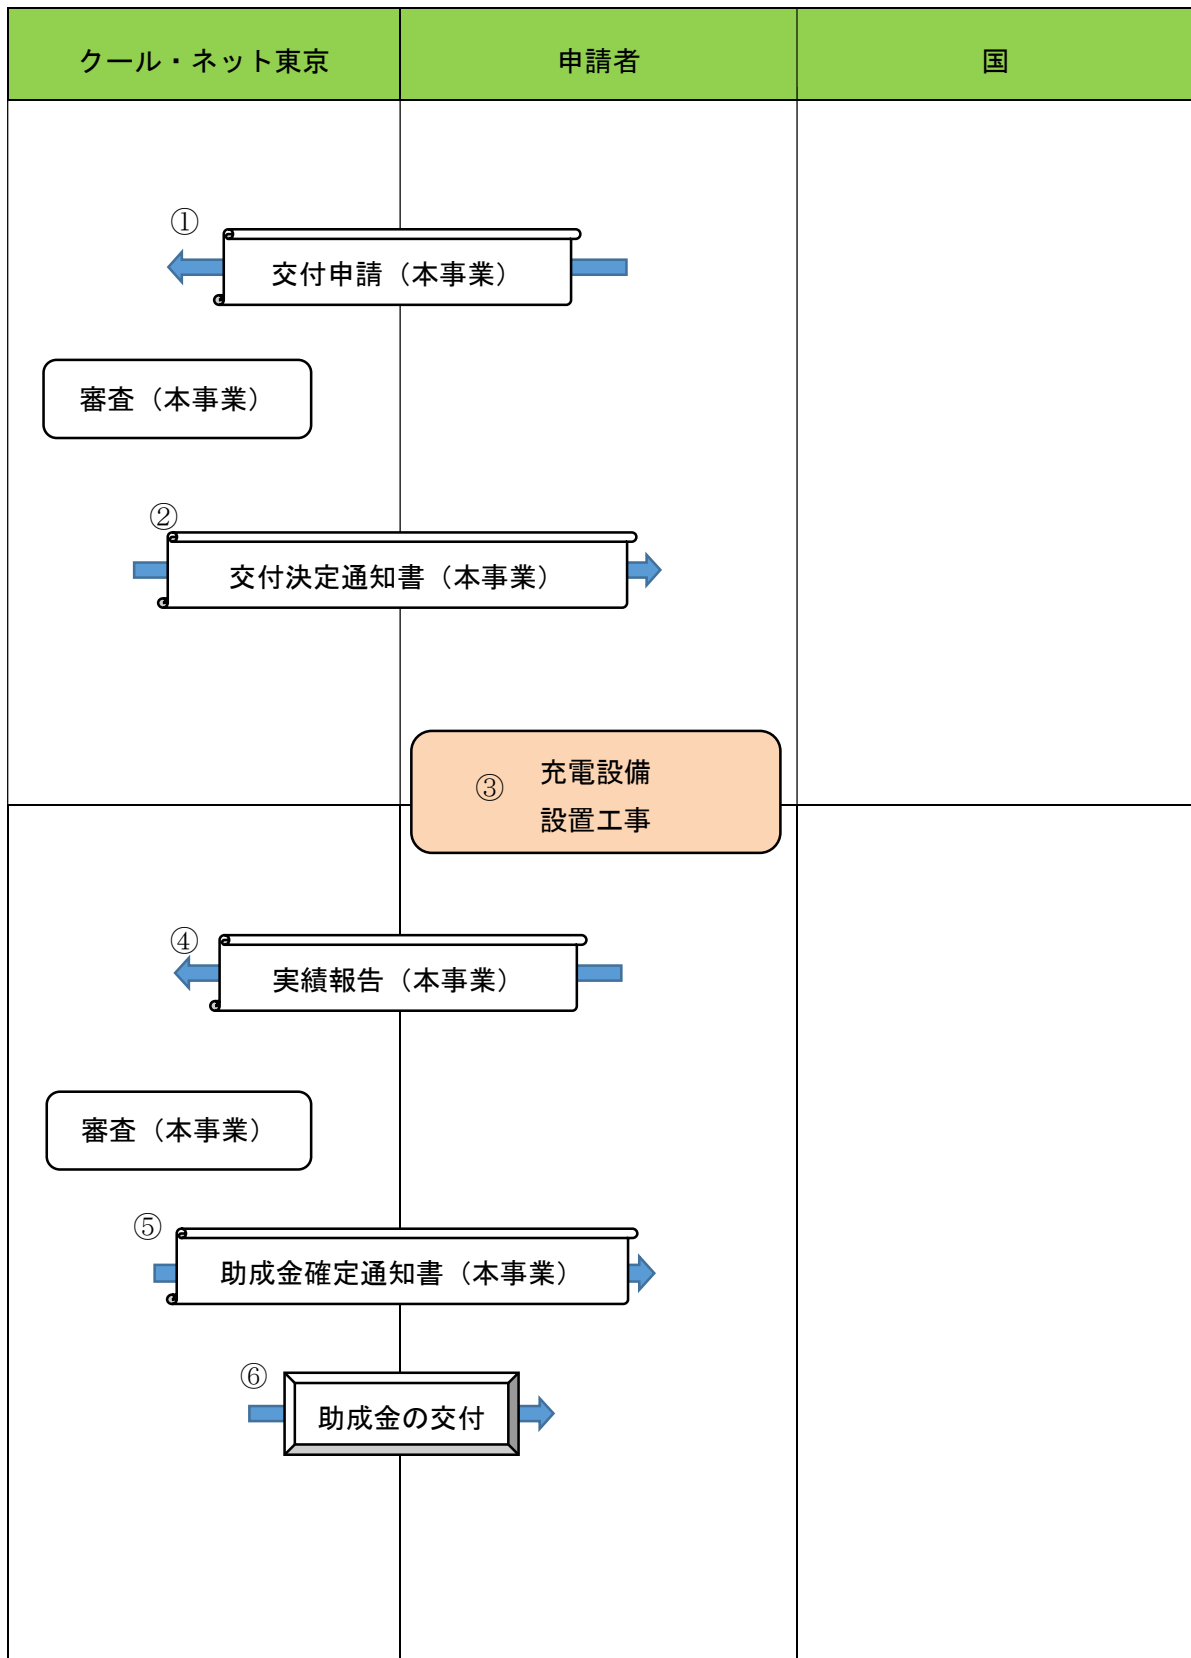 クール・ネット東京
申請者
国
①
交付申請（本事業）
審査（本事業）
②
交付決定通知書（本事業）
③
充電設備
設置工事
④
実績報告（本事業）
審査（本事業）
⑤
助成金確定通知書（本事業）
⑥
助成金の交付